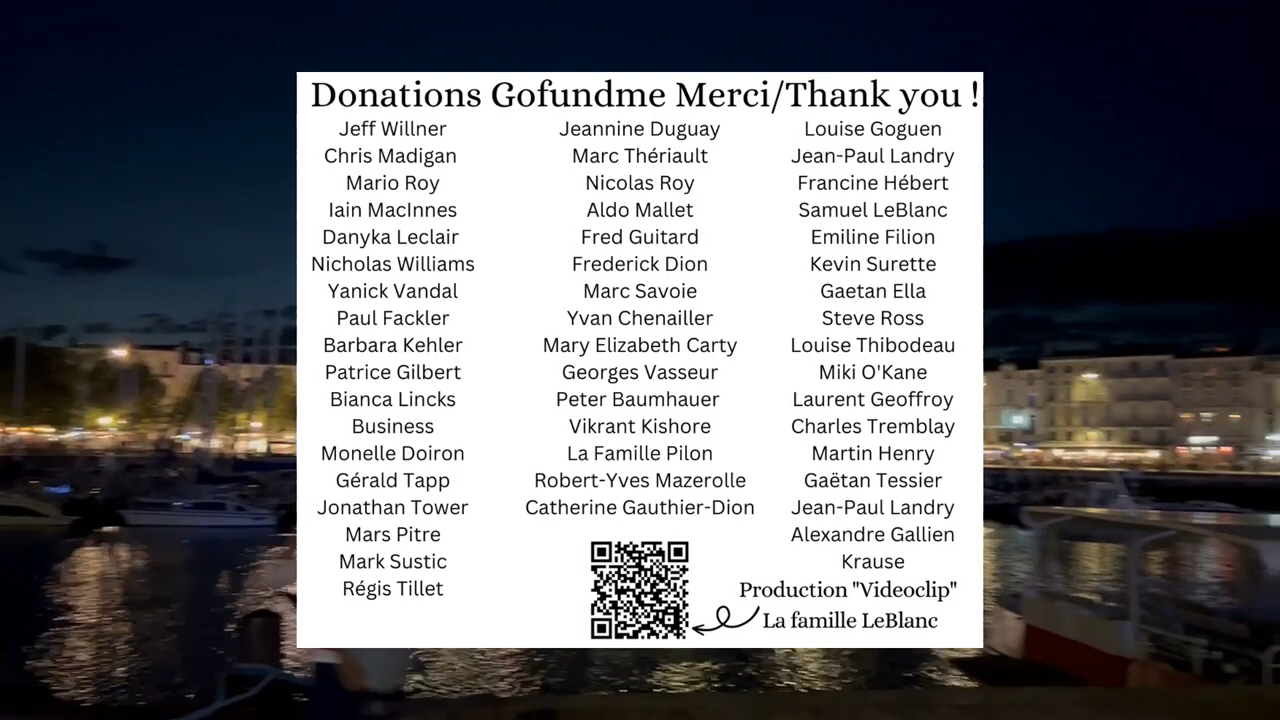 Donations Gofundme Merci/Thank you !
Jeff Willner
Chris Madigan
Mario Roy
Iain MacInnes
Danyka Leclair
Nicholas Williams
Yanick Vandal
Paul Fackler
Barbara Kehler
Patrice Gilbert
Bianca Lincks
Business
Monelle Doiron
Gérald Tapp
Jonathan Tower
Mars Pitre
Mark Sustic
Régis Tillet
Jeannine Duguay
Marc Thériault
Nicolas Roy
Aldo Mallet
Fred Guitard
Frederick Dion
Marc Savoie
Yvan Chenailler
Mary Elizabeth Carty
Georges Vasseur
Peter Baumhauer
Vikrant Kishore
La Famille Pilon
Robert-Yves Mazerolle
Catherine Gauthier-Dion
Louise Goguen
Jean-Paul Landry
Francine Hébert
Samuel LeBlanc
Emiline Filion
Kevin Surette
Gaetan Ella
Steve Ross
Louise Thibodeau
Miki O'Kane
Laurent Geoffroy
Charles Tremblay
Martin Henry
Gaëtan Tessier
Jean-Paul Landry
Alexandre Gallien
Krause
Production "Videoclip"
La famille LeBlanc